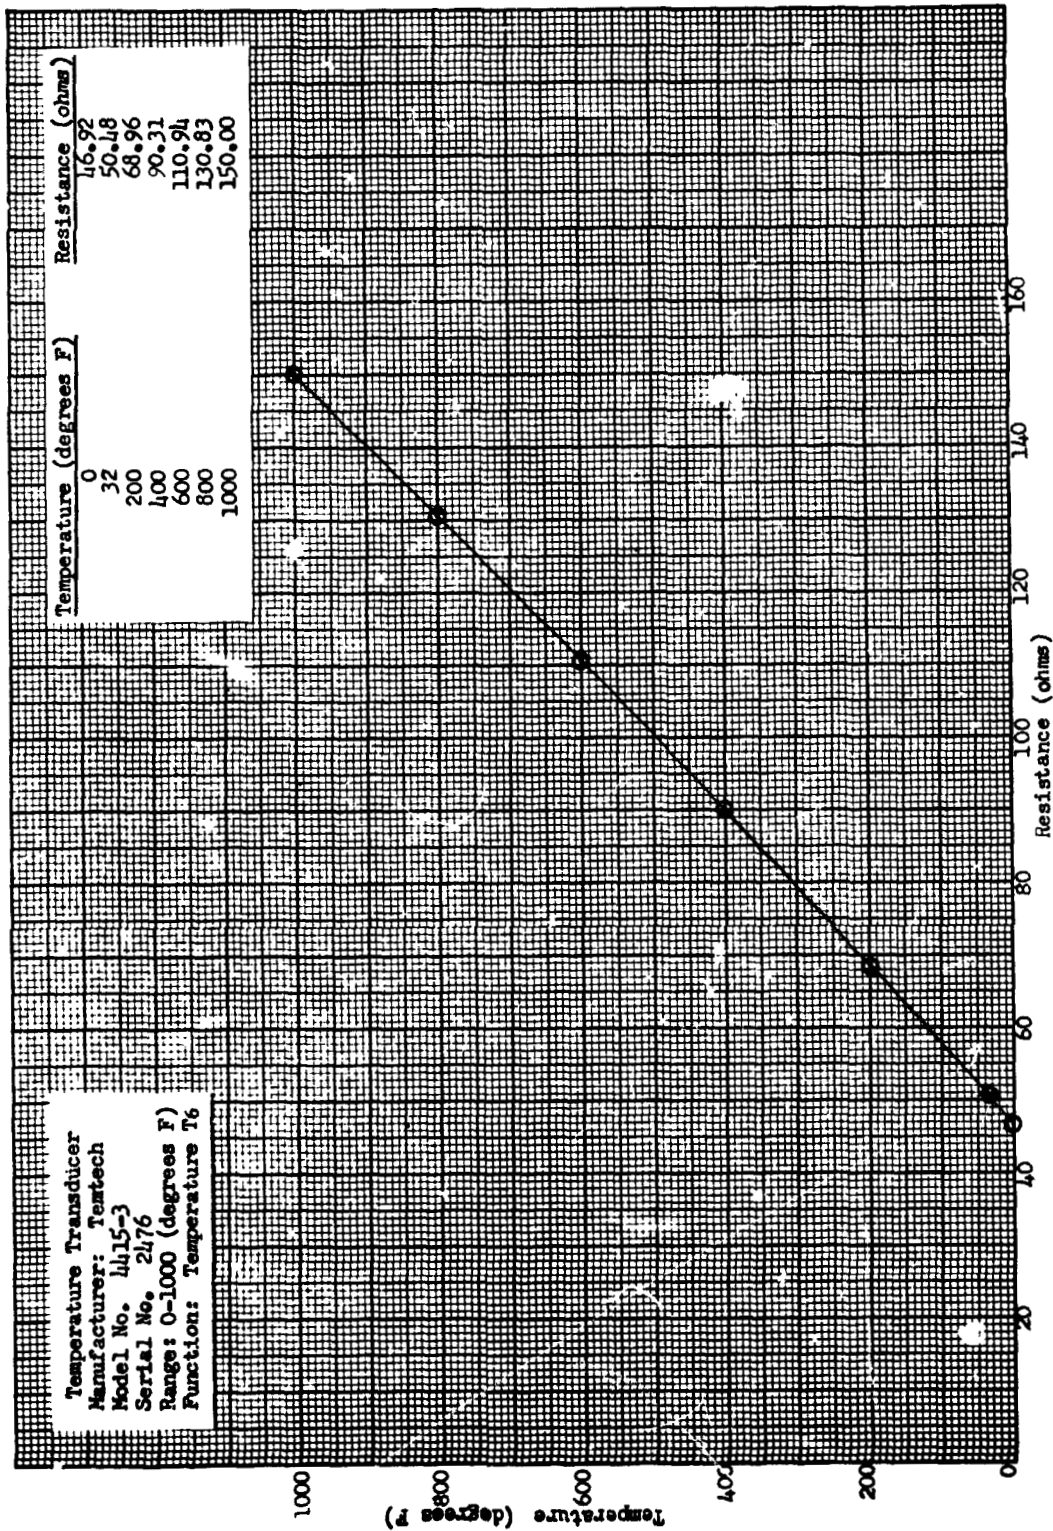 Temperature Transducer
Manufacturer: Temtech
Model No. 4415-3
Serial No. 2476
Range: 0-1000 (degrees F)
Function: Temperature T6
Temperature (degrees F) Resistance (ohms)
0 46.92
32 50.48
200 68.96
400 90.31
600 110.94
800 130.83
1000 150.00
Temperature (degrees F)
1000
800
600
400
200
0
20 40 60 80 100 120 140 160
Resistance (ohms)